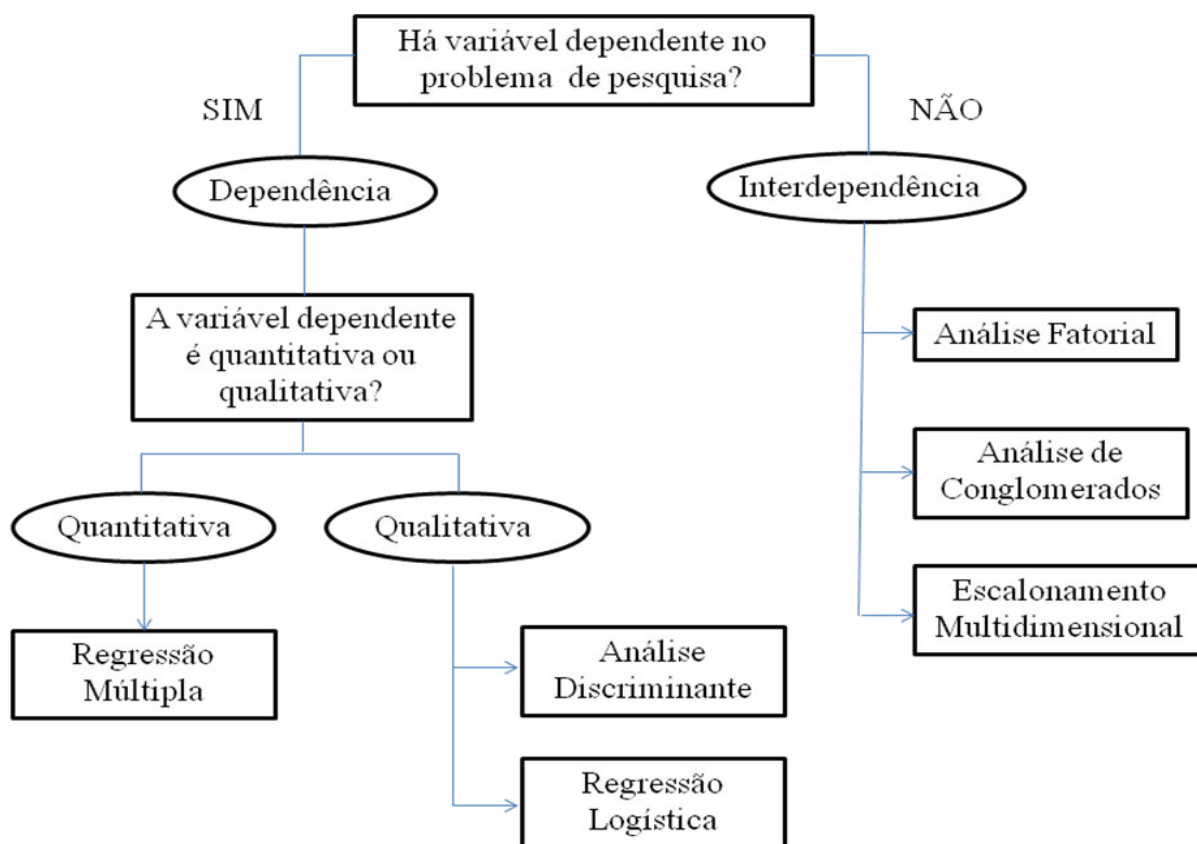 Há variável dependente no
problema de pesquisa?
SIM
NÃO
Dependência
Interdependência
A variável dependente
é quantitativa ou
qualitativa?
Análise Fatorial
Análise de
Conglomerados
Quantitativa
Qualitativa
Escalonamento
Multidimensional
Regressão
Múltipla
Análise
Discriminante
Regressão
Logística